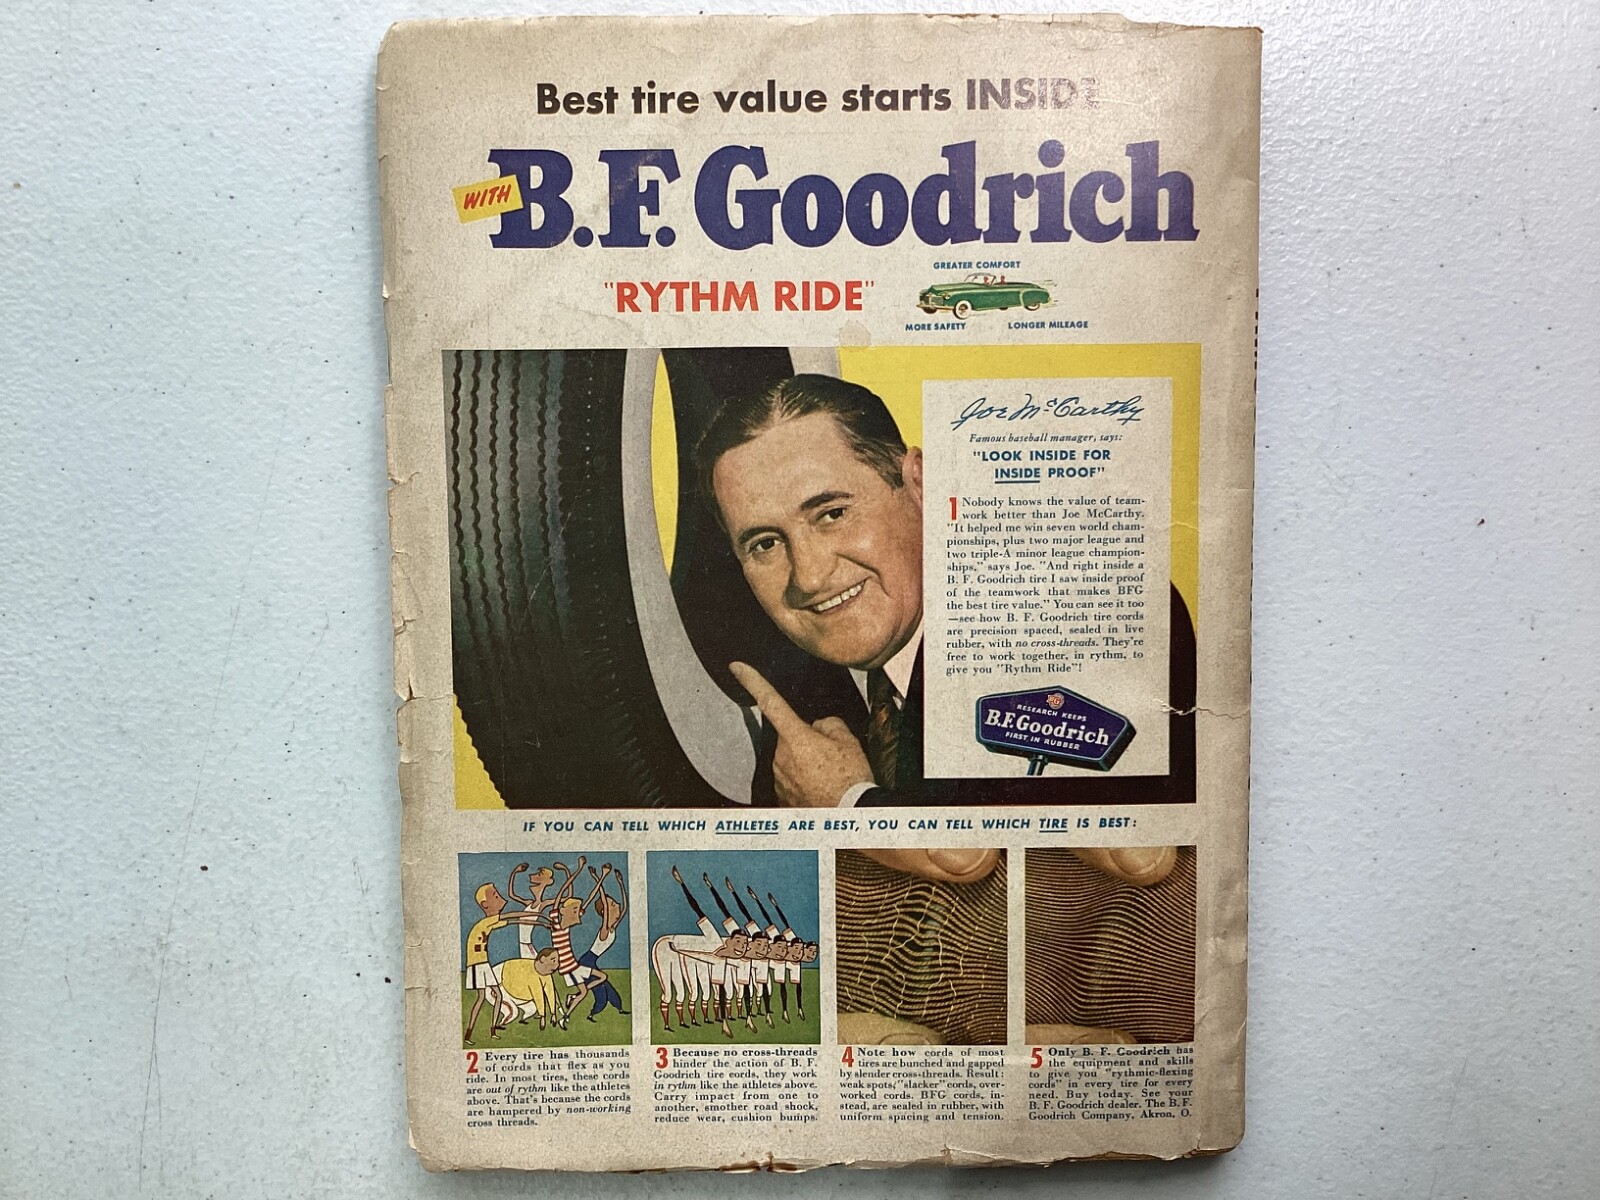 Best tire value starts INSIDE
WITH B.F. Goodrich
"RYTHM RIDE"
GREATER COMFORT
MORE SAFETY LONGER MILEAGE
Joe McCarthy
Famous baseball manager, says:
"LOOK INSIDE FOR
INSIDE PROOF"
1 Nobody knows the value of team-
work better than Joe McCarthy.
"It helped me win seven world cham-
pionships, plus two major league and
two triple-A minor league champion-
ships," says Joe. "And right inside a
B. F. Goodrich tire I saw inside proof
of the teamwork that makes BFG
the best tire value." You can see it too
—see how B. F. Goodrich tire cords
are precision spaced, sealed in live
rubber, with no cross-threads. They're
free to work together, in rythm, to
give you "Rythm Ride"!
RESEARCH KEEPS
B.F. Goodrich
FIRST IN RUBBER
IF YOU CAN TELL WHICH ATHLETES ARE BEST, YOU CAN TELL WHICH TIRE IS BEST:
2 Every tire has thousands
of cords that flex as you
ride. In most tires, these cords
are out of rythm like the athletes
above. That's because the cords
are hampered by non-working
cross threads.
3 Because no cross-threads
hinder the action of B. F.
Goodrich tire cords, they work
in rythm like the athletes above.
Carry impact from one to
another, smother road shock,
reduce wear, cushion bumps.
4 Note how cords of most
tires are bunched and gapped
by slender cross-threads. Result:
weak spots, "slacker" cords, over-
worked cords. BFG cords, in-
stead, are sealed in rubber, with
uniform spacing and tension.
5 Only B. F. Goodrich has
the equipment and skills
to give you "rythmic-flexing
cords" in every tire for every
need. Buy today. See your
B. F. Goodrich dealer. The B. F.
Goodrich Company, Akron, O.